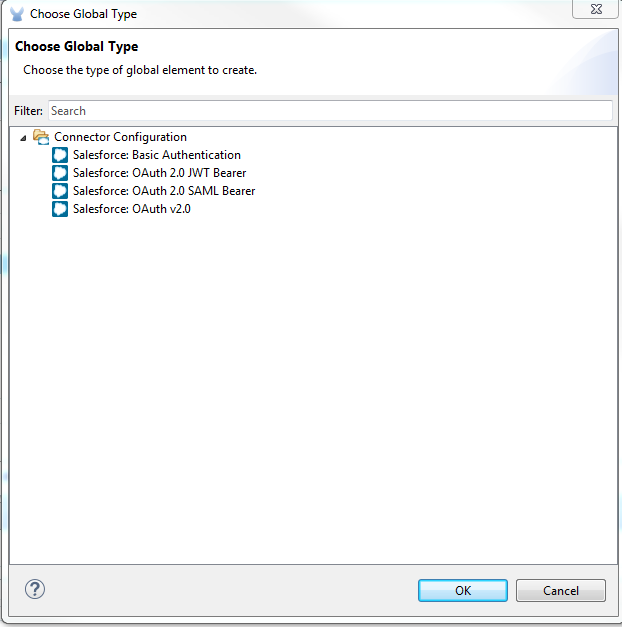 Choose Global Type
Choose Global Type
Choose the type of global element to create.
Filter: Search
Connector Configuration
Salesforce: Basic Authentication
Salesforce: OAuth 2.0 JWT Bearer
Salesforce: OAuth 2.0 SAML Bearer
Salesforce: OAuth v2.0
?
OK Cancel